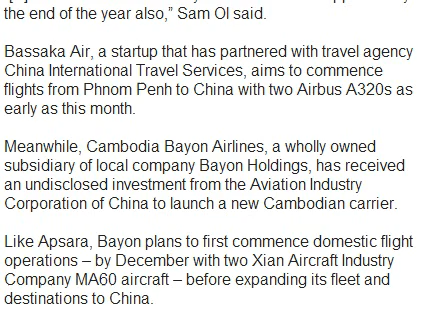 the end of the year also,” Sam Ol said.
Bassaka Air, a startup that has partnered with travel agency
China International Travel Services, aims to commence
flights from Phnom Penh to China with two Airbus A320s as
early as this month.
Meanwhile, Cambodia Bayon Airlines, a wholly owned
subsidiary of local company Bayon Holdings, has received
an undisclosed investment from the Aviation Industry
Corporation of China to launch a new Cambodian carrier.
Like Apsara, Bayon plans to first commence domestic flight
operations – by December with two Xian Aircraft Industry
Company MA60 aircraft – before expanding its fleet and
destinations to China.